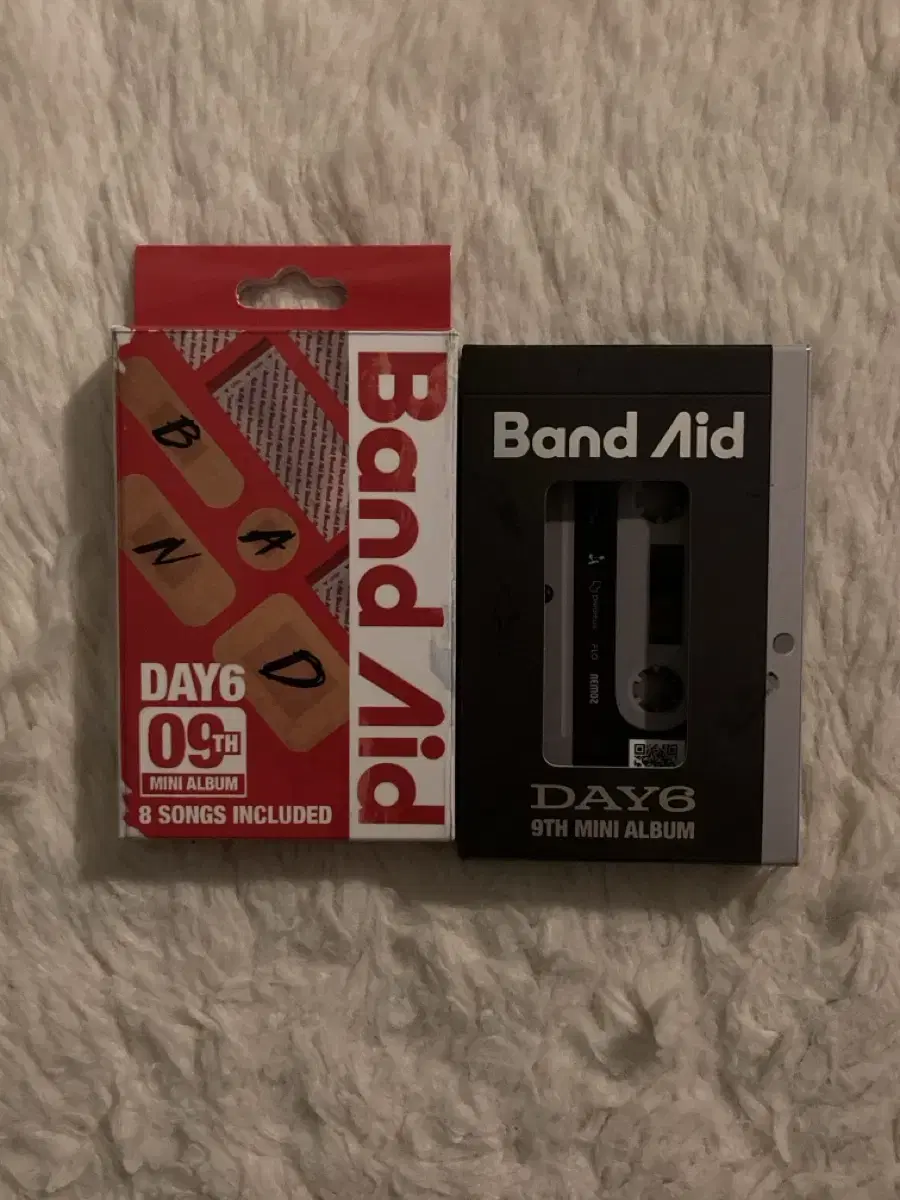 Band Aid
B
A
N
D
DAY6
09TH
MINI ALBUM
8 SONGS INCLUDED
Band Aid
DAY6
9TH MINI ALBUM